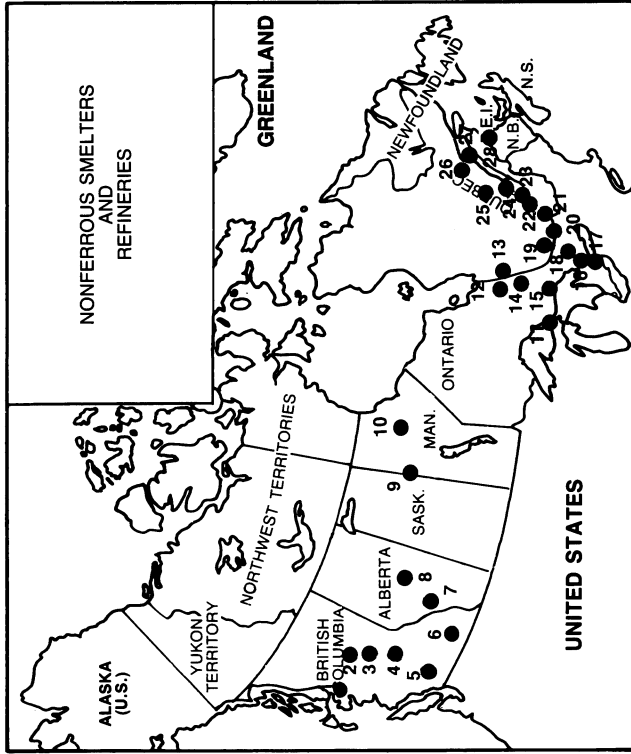 NONFERROUS SMELTERS
AND
REFINERIES
GREENLAND
ALASKA
(U.S.)
YUKON
TERRITORY
NORTHWEST TERRITORIES
BRITISH
COLUMBIA
ALBERTA
SASK.
MAN.
ONTARIO
QUEBEC
NEWFOUNDLAND
E.I.
N.B.
N.S.
UNITED STATES
2
3
4
5
6
7
8
9
10
12
13
14
15
16
17
18
19
20
21
22
23
24
25
26
28